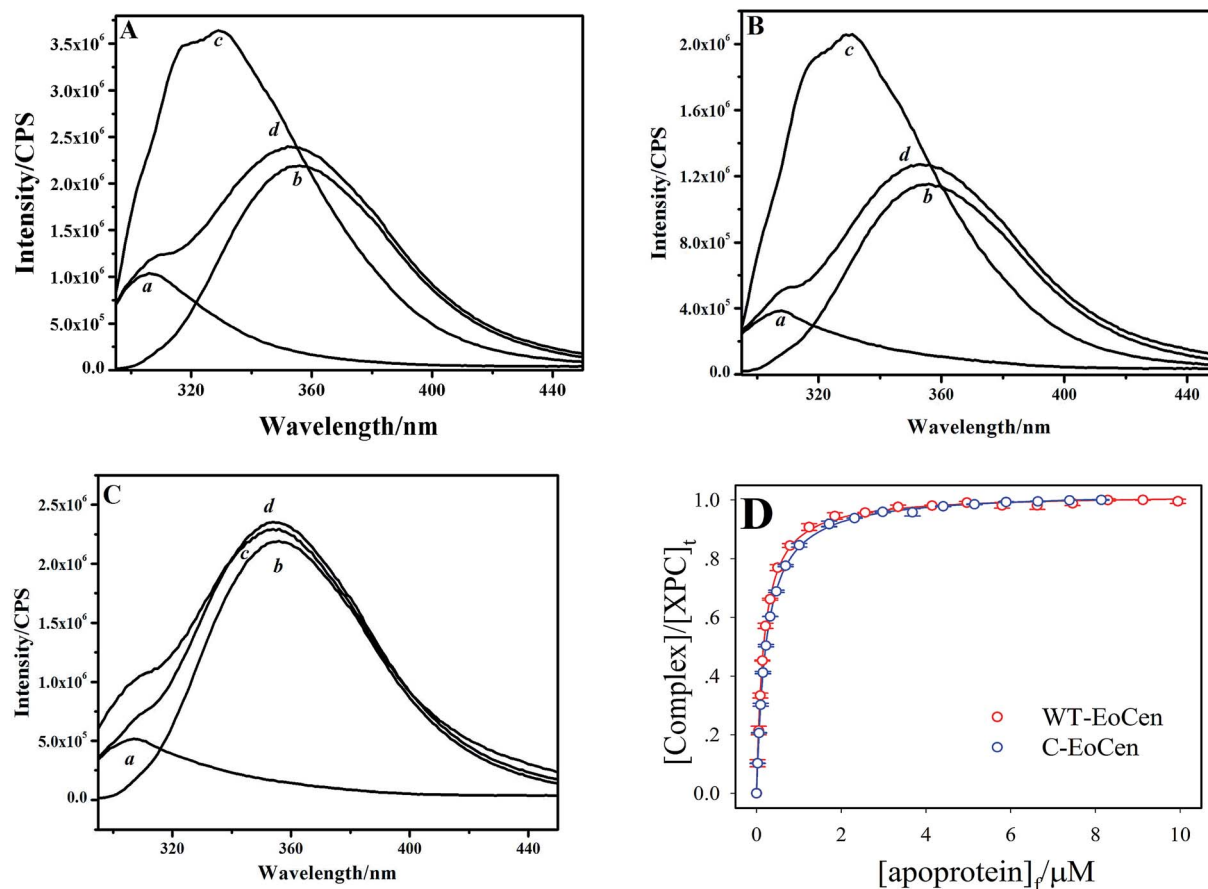 A
Intensity/CPS
3.5x10⁶
3.0x10⁶
2.5x10⁶
2.0x10⁶
1.5x10⁶
1.0x10⁶
5.0x10⁵
0.0
c
d
b
a
320
360
400
440
Wavelength/nm
B
Intensity/CPS
2.0x10⁶
1.6x10⁶
1.2x10⁶
8.0x10⁵
4.0x10⁵
0.0
c
d
b
a
320
360
400
440
Wavelength/nm
C
Intensity/CPS
2.5x10⁶
2.0x10⁶
1.5x10⁶
1.0x10⁶
5.0x10⁵
0.0
d
c
b
a
320
360
400
440
Wavelength/nm
D
[Complex]/[XPC]ₜ
1.0
.8
.6
.4
.2
0.0
WT-EoCen
C-EoCen
0
2
4
6
8
10
[apoprotein]f/μM